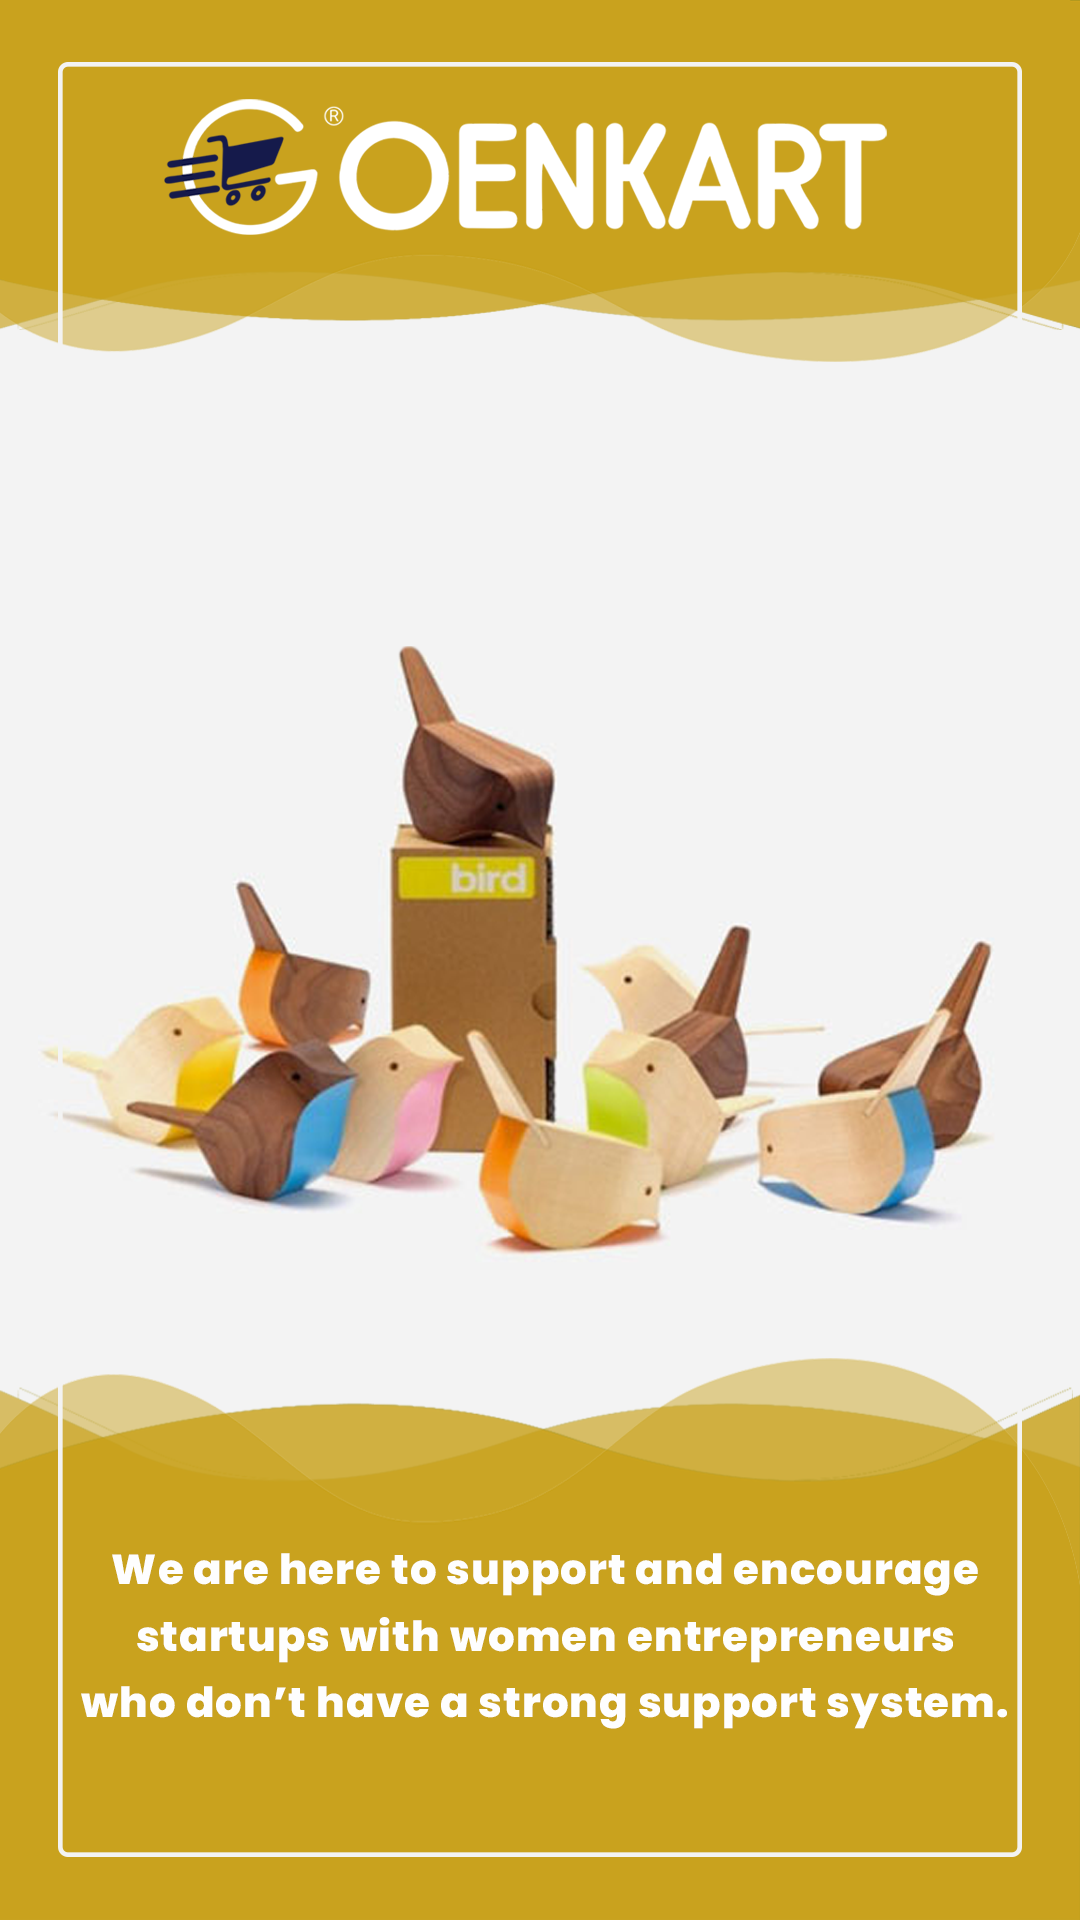 GOENKART®
bird
We are here to support and encourage
startups with women entrepreneurs
who don’t have a strong support system.